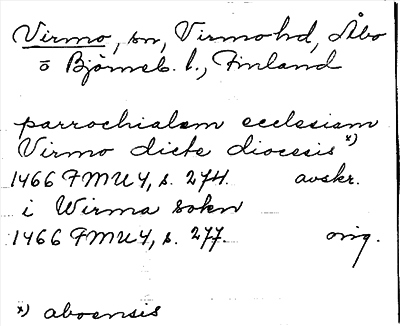 Virmo, sn, Virmohd, Åbo
o Björneb. l., Finland
parrochialem ecclesiam
Virmo dicte diocesis x)
1466 FMU 4, s. 274. avskr.
i Wirma sokn
1466 FMU 4, s. 277. orig.
x) aboensis